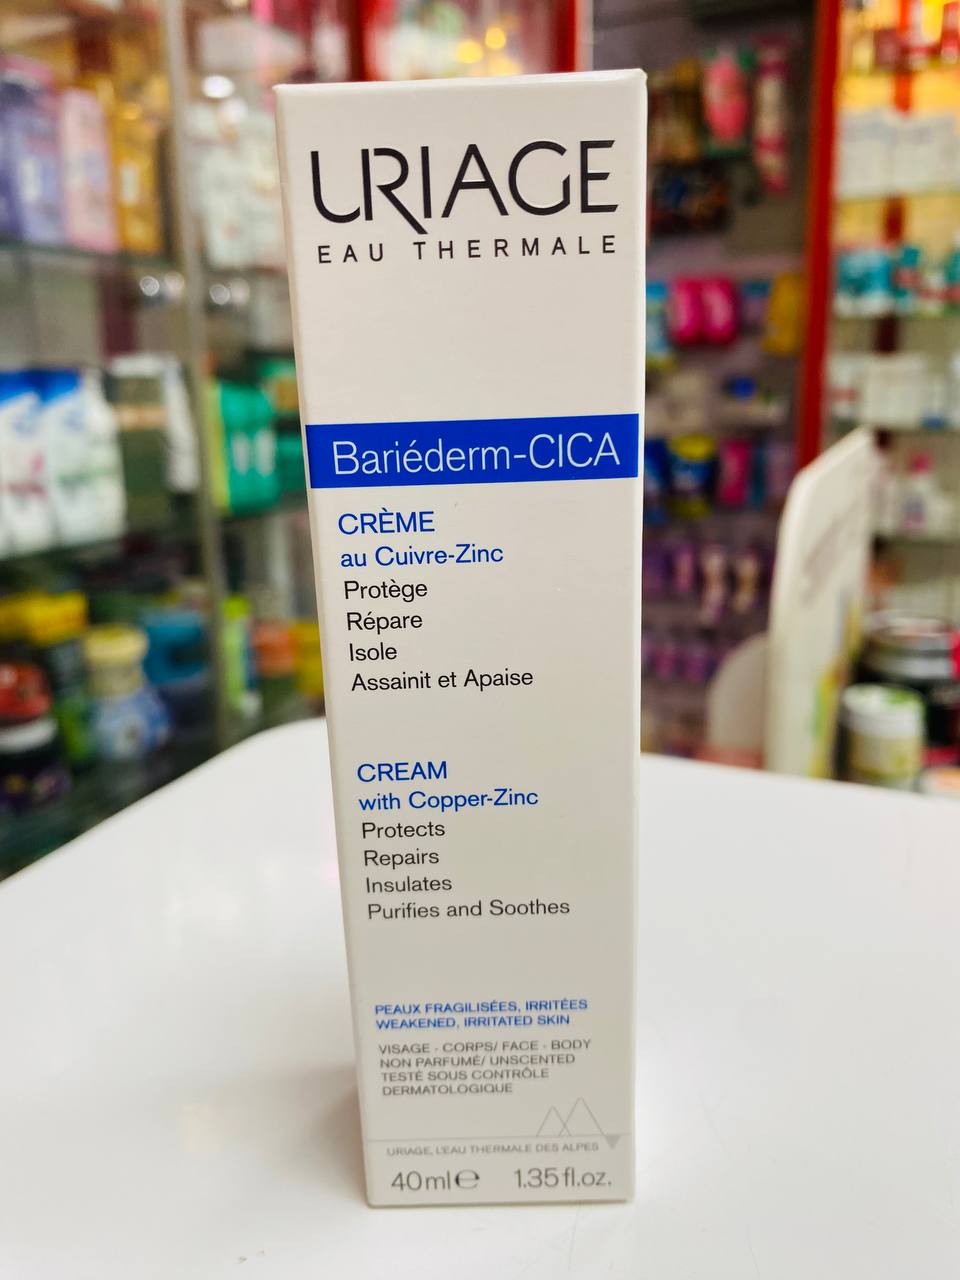 URIAGE
EAU THERMALE
Bariéderm-CICA
CRÈME
au Cuivre-Zinc
Protège
Répare
Isole
Assainit et Apaise
CREAM
with Copper-Zinc
Protects
Repairs
Insulates
Purifies and Soothes
PEAUX FRAGILISÉES, IRRITÉES
WEAKENED, IRRITATED SKIN
VISAGE - CORPS/ FACE - BODY
NON PARFUMÉ/ UNSCENTED
TESTÉ SOUS CONTRÔLE
DERMATOLOGIQUE
URIAGE, L'EAU THERMALE DES ALPES
40 ml ℮ 1.35 fl.oz.